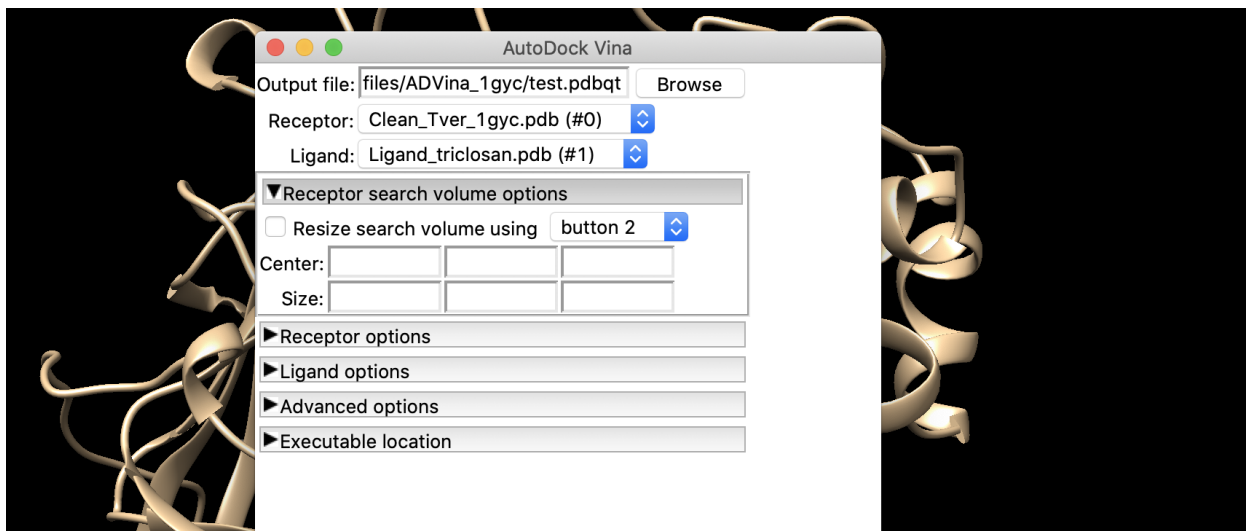 AutoDock Vina
Output file: files/ADVina_1gyc/test.pdbqt Browse
Receptor: Clean_Tver_1gyc.pdb (#0)
Ligand: Ligand_triclosan.pdb (#1)
Receptor search volume options
Resize search volume using button 2
Center:
Size:
Receptor options
Ligand options
Advanced options
Executable location